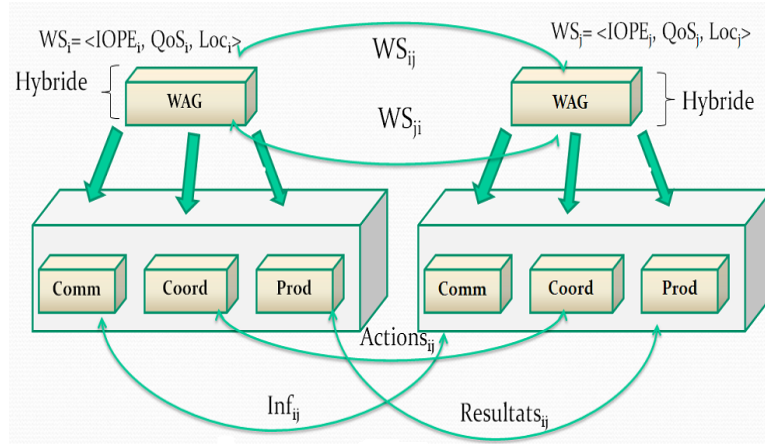 WSi= <IOPEi, QoSi, Loci>
WSij
WSj= <IOPEj, QoSj, Locj>
Hybride
WAG
WSji
WAG
Hybride
Comm
Coord
Prod
Comm
Coord
Prod
Actionsij
Infij
Resultatsij